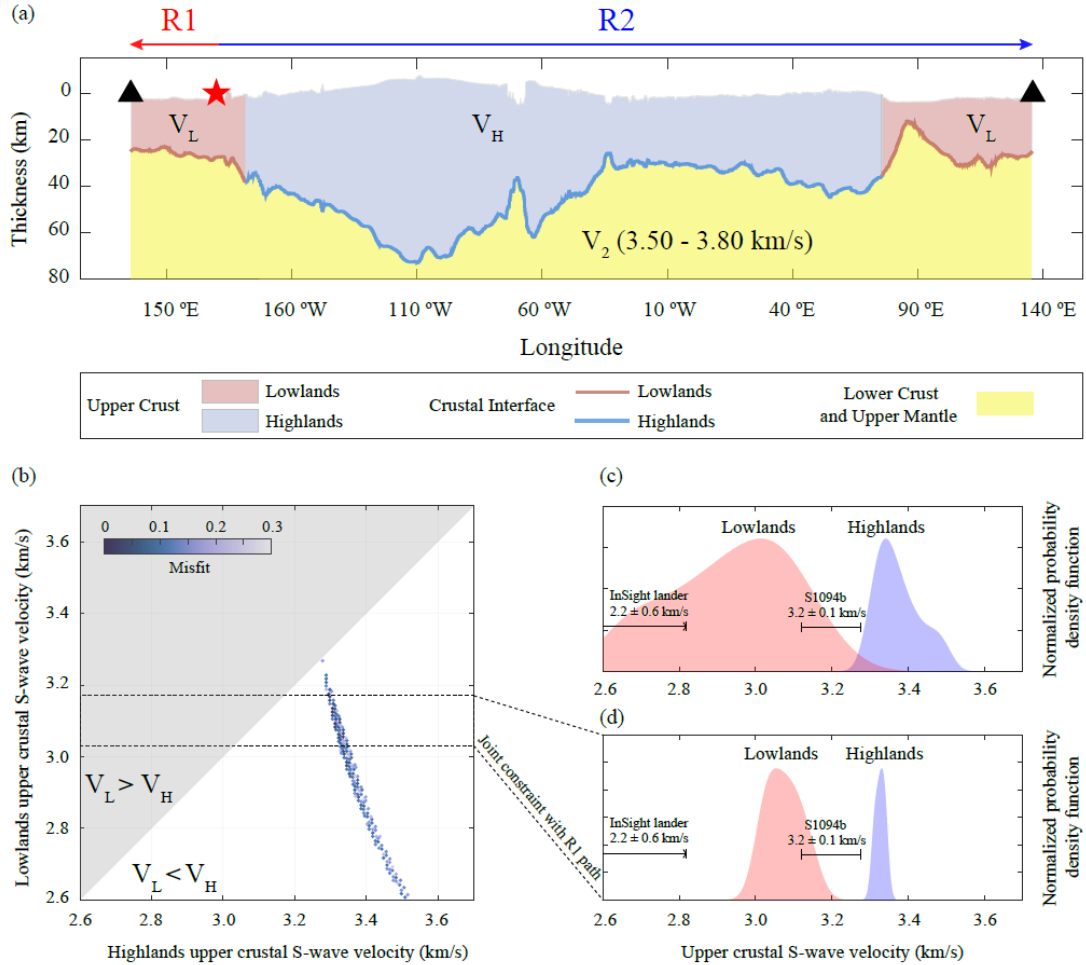 (a)
R1
R2
0
20
40
60
80
Thickness (km)
V_L
V_H
V_L
V_2 (3.50 - 3.80 km/s)
150 ºE
160 ºW
110 ºW
60 ºW
10 ºW
40 ºE
90 ºE
140 ºE
Longitude
Upper Crust
Lowlands
Highlands
Crustal Interface
Lowlands
Highlands
Lower Crust
and Upper Mantle
(b)
0
0.1
0.2
0.3
Misfit
3.6
3.4
3.2
3.0
2.8
2.6
Lowlands upper crustal S-wave velocity (km/s)
V_L > V_H
V_L < V_H
2.6
2.8
3.0
3.2
3.4
3.6
Highlands upper crustal S-wave velocity (km/s)
Joint constraint with R1 path
(c)
Lowlands
Highlands
InSight lander
2.2 ± 0.6 km/s
S1094b
3.2 ± 0.1 km/s
2.6
2.8
3.0
3.2
3.4
3.6
Normalized probability
density function
(d)
Lowlands
Highlands
InSight lander
2.2 ± 0.6 km/s
S1094b
3.2 ± 0.1 km/s
2.6
2.8
3.0
3.2
3.4
3.6
Upper crustal S-wave velocity (km/s)
Normalized probability
density function